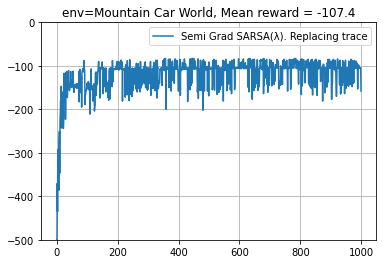 env=Mountain Car World, Mean reward = -107.4
Semi Grad SARSA(λ). Replacing trace
0
−100
−200
−300
−400
−500
0 200 400 600 800 1000